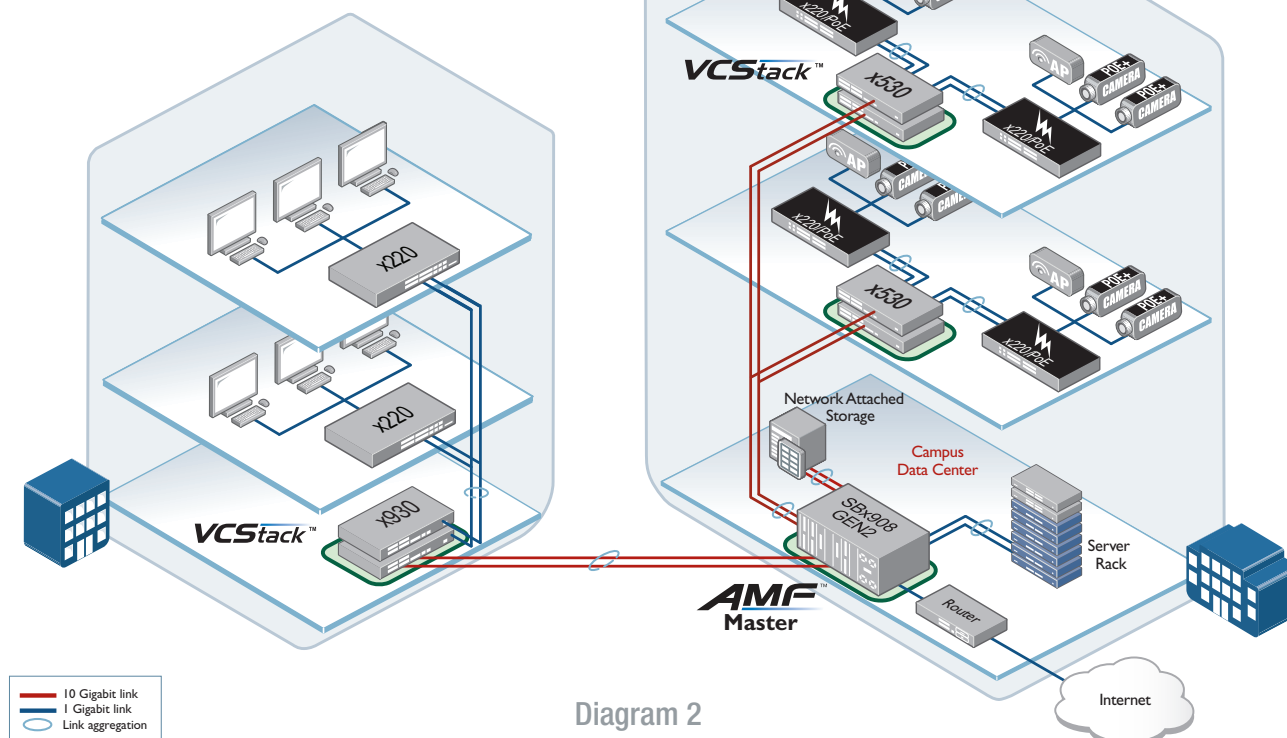 x220/PoE
VCStack™
x530
AP
POE+
CAMERA
POE+
CAMERA
x220/PoE
AP
x220/PoE
x530
AP
POE+
CAMERA
POE+
CAMERA
x220/PoE
x220
x220
x930
VCStack™
Network Attached
Storage
Campus
Data Center
SBx908
GEN2
Server
Rack
AMF™
Master
Router
Internet
10 Gigabit link
1 Gigabit link
Link aggregation
Diagram 2